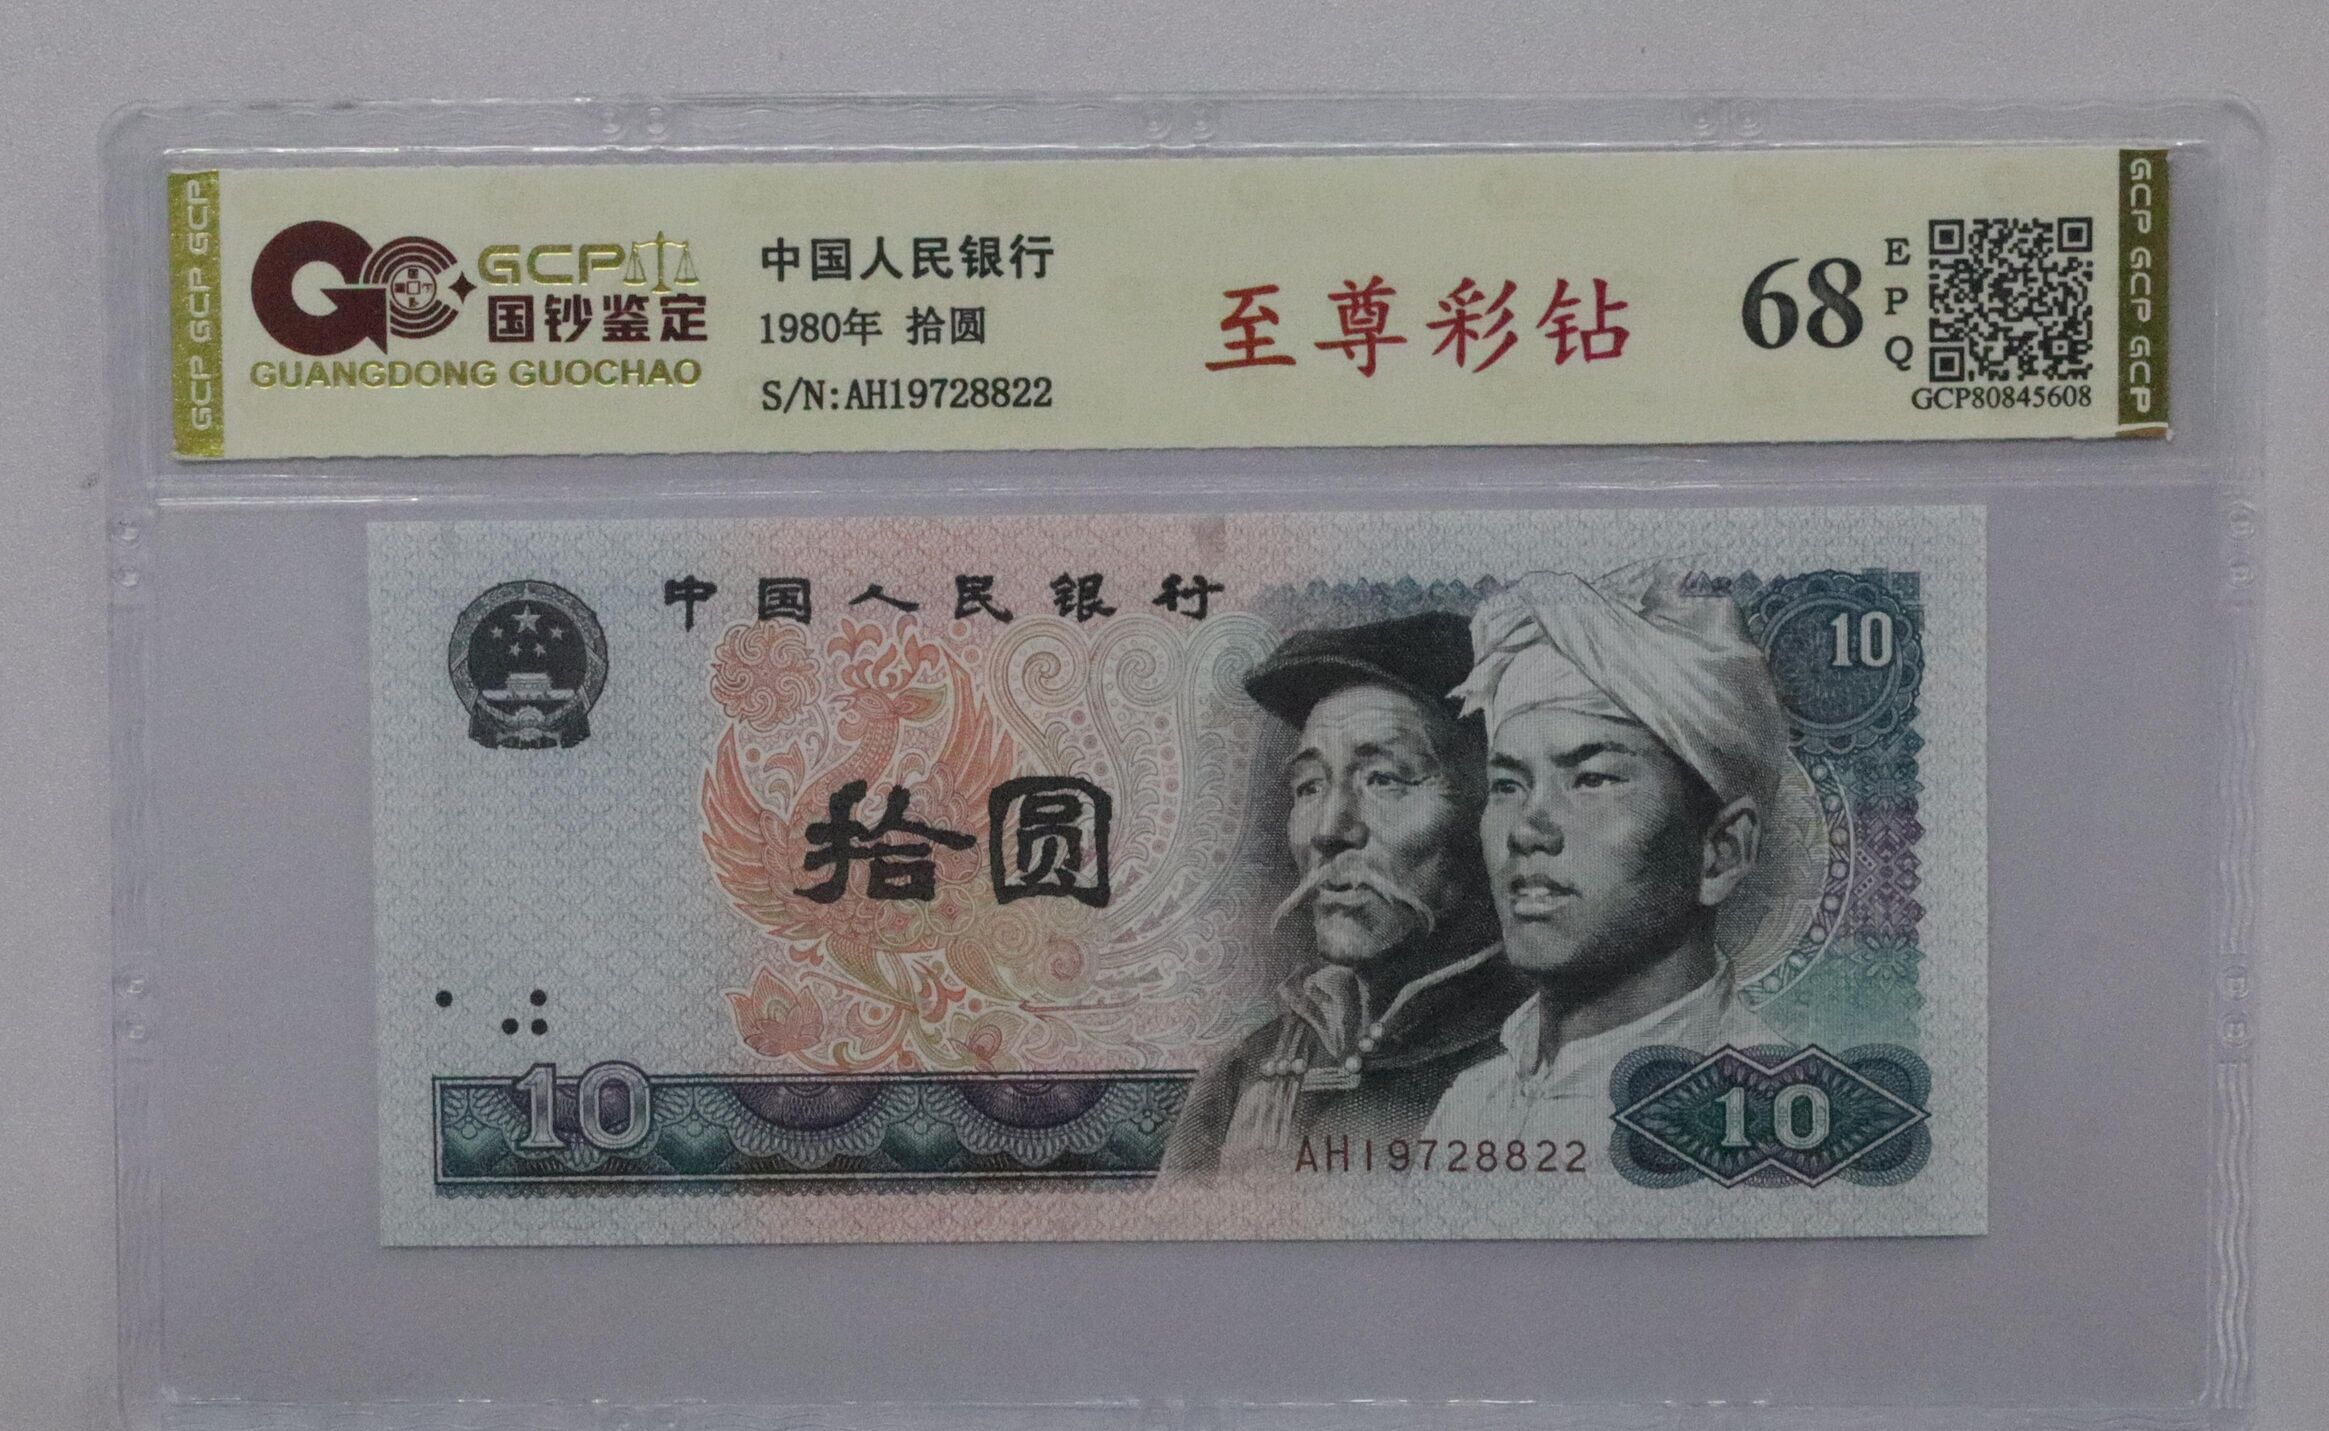 GCP GCP GCP
GCP
国钞鉴定
GUANGDONG GUOCHAO
中国人民银行
1980年 拾圆
S/N:AH19728822
至尊彩钻
68
E
P
Q
GCP80845608
GCP GCP GCP
中国人民银行
10
拾圆
10
AH19728822
10